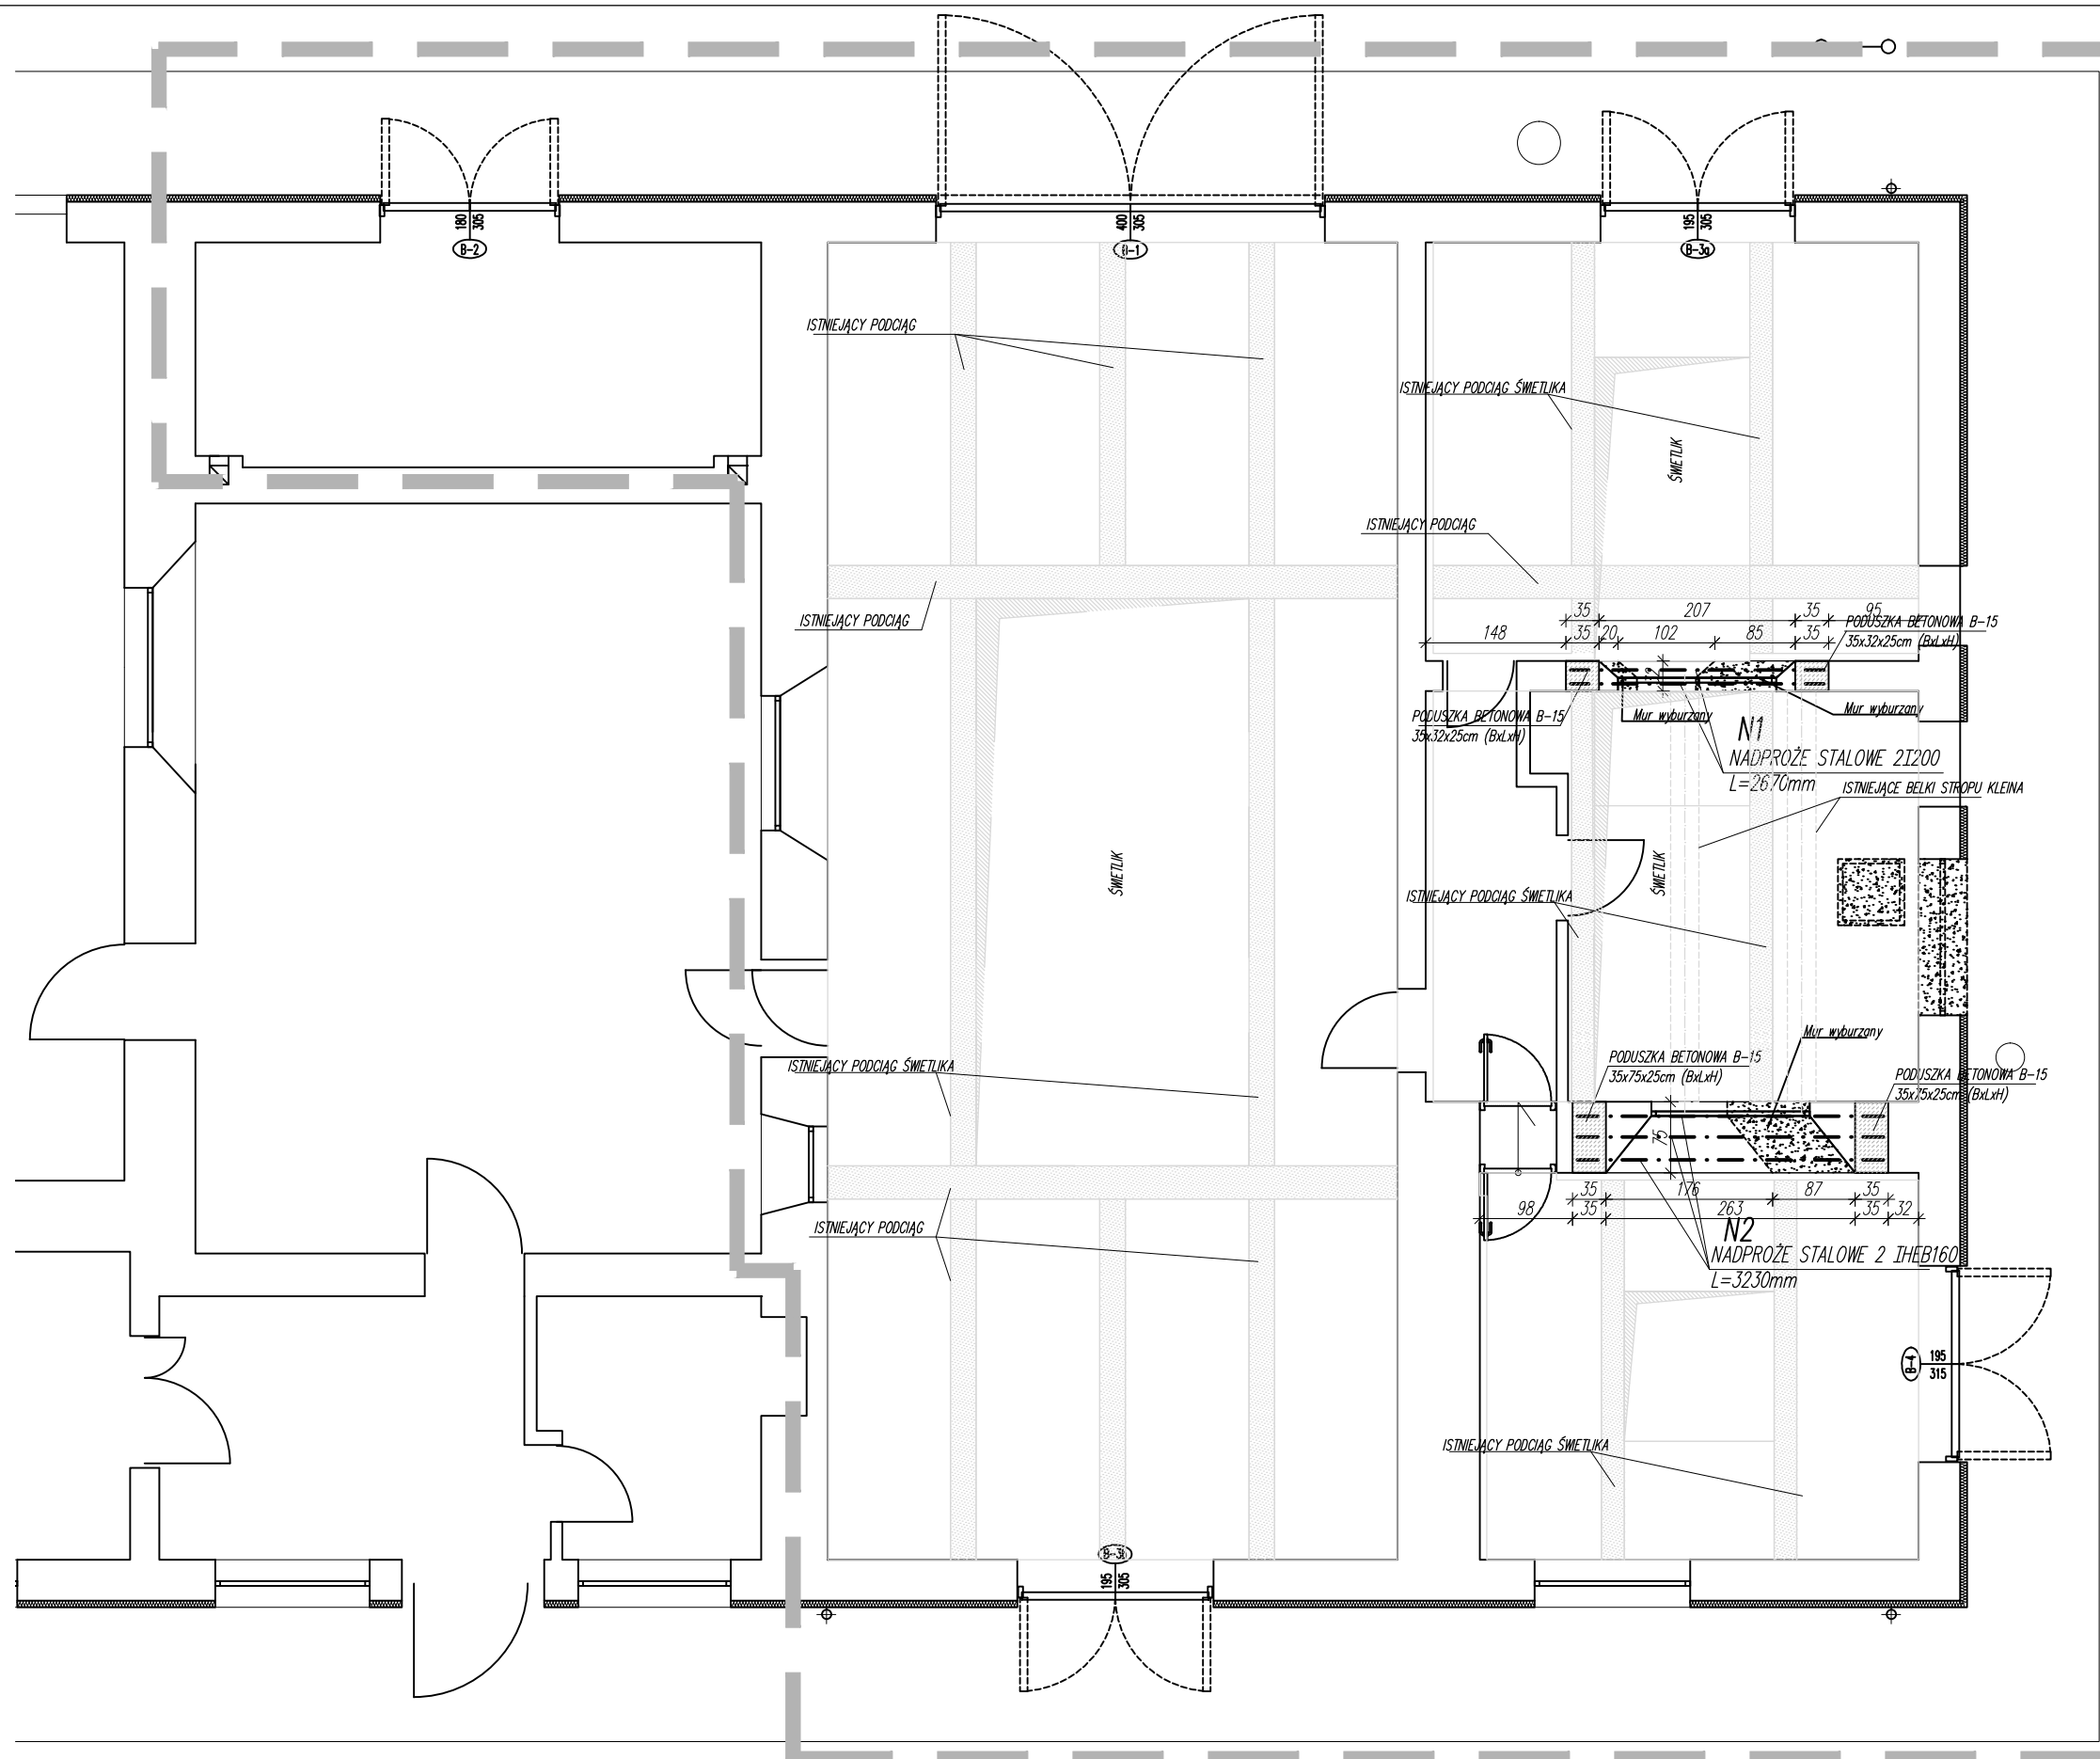 180
305
B-2
400
305
B-1
195
305
B-3a
ISTNIEJĄCY PODCIĄG
ISTNIEJĄCY PODCIĄG ŚWIETLIKA
ŚWIETLIK
ISTNIEJĄCY PODCIĄG
ISTNIEJĄCY PODCIĄG
35
207
35
95
148
35
20
102
85
35
PODUSZKA BETONOWA B-15
35x32x25cm (BxLxH)
PODUSZKA BETONOWA B-15
35x32x25cm (BxLxH)
Mur wyburzany
Mur wyburzany
N1
NADPROŻE STALOWE 2I200
L=2670mm
ISTNIEJĄCE BELKI STROPU KLEINA
ŚWIETLIK
ŚWIETLIK
ISTNIEJĄCY PODCIĄG ŚWIETLIKA
Mur wyburzany
ISTNIEJĄCY PODCIĄG ŚWIETLIKA
PODUSZKA BETONOWA B-15
35x75x25cm (BxLxH)
PODUSZKA BETONOWA B-15
35x75x25cm (BxLxH)
75
35
176
87
35
98
35
263
35
32
ISTNIEJĄCY PODCIĄG
N2
NADPROŻE STALOWE 2 IHEB160
L=3230mm
B-4
195
315
ISTNIEJĄCY PODCIĄG ŚWIETLIKA
195
305